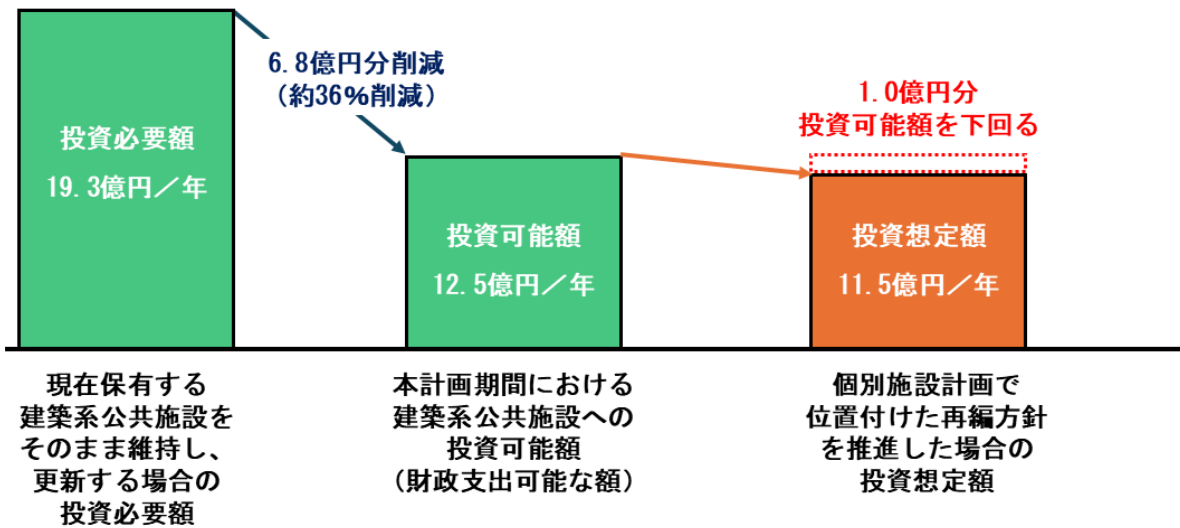 6.8億円分削減
（約36％削減）
1.0億円分
投資可能額を下回る
投資必要額
19.3億円／年
投資可能額
12.5億円／年
投資想定額
11.5億円／年
現在保有する
建築系公共施設を
そのまま維持し、
更新する場合の
投資必要額
本計画期間における
建築系公共施設への
投資可能額
（財政支出可能な額）
個別施設計画で
位置付けた再編方針
を推進した場合の
投資想定額